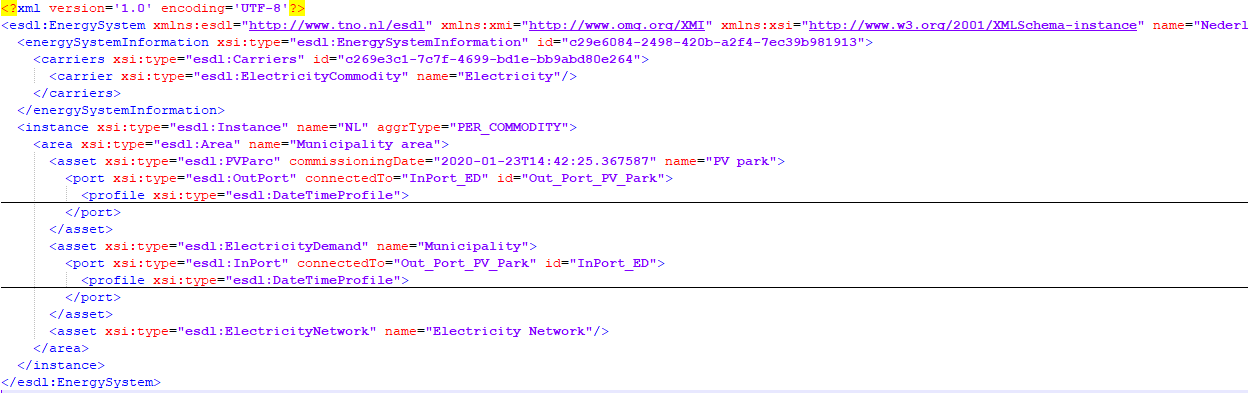 <?xml version='1.0' encoding='UTF-8'?>
<esdl:EnergySystem xmlns:esdl="http://www.tno.nl/esdl" xmlns:xmi="http://www.omg.org/XMI" xmlns:xsi="http://www.w3.org/2001/XMLSchema-instance" name="Nederl
<energySystemInformation xsi:type="esdl:EnergySystemInformation" id="c29e6084-2498-420b-a2f4-7ec39b981913">
<carriers xsi:type="esdl:Carriers" id="c269e3c1-7c7f-4699-bd1e-bb9abd80e264">
<carrier xsi:type="esdl:ElectricityCommodity" name="Electricity"/>
</carriers>
</energySystemInformation>
<instance xsi:type="esdl:Instance" name="NL" aggrType="PER_COMMODITY">
<area xsi:type="esdl:Area" name="Municipality area">
<asset xsi:type="esdl:PVParc" commissioningDate="2020-01-23T14:42:25.367587" name="PV park">
<port xsi:type="esdl:OutPort" connectedTo="InPort_ED" id="Out_Port_PV_Park">
<profile xsi:type="esdl:DateTimeProfile">
</port>
</asset>
<asset xsi:type="esdl:ElectricityDemand" name="Municipality">
<port xsi:type="esdl:InPort" connectedTo="Out_Port_PV_Park" id="InPort_ED">
<profile xsi:type="esdl:DateTimeProfile">
</port>
</asset>
<asset xsi:type="esdl:ElectricityNetwork" name="Electricity Network"/>
</area>
</instance>
</esdl:EnergySystem>